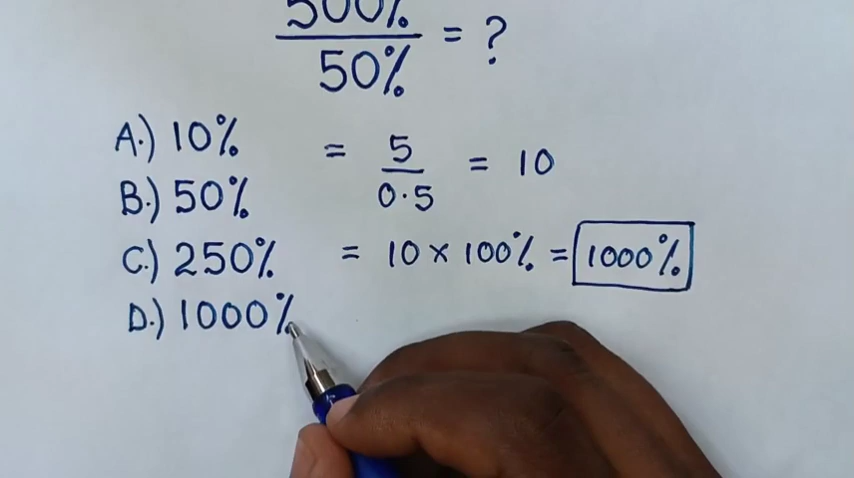 500%
50% = ?
A.) 10%
= 5/0.5 = 10
B.) 50%
C.) 250%
= 10 × 100% = 1000%
D.) 1000%